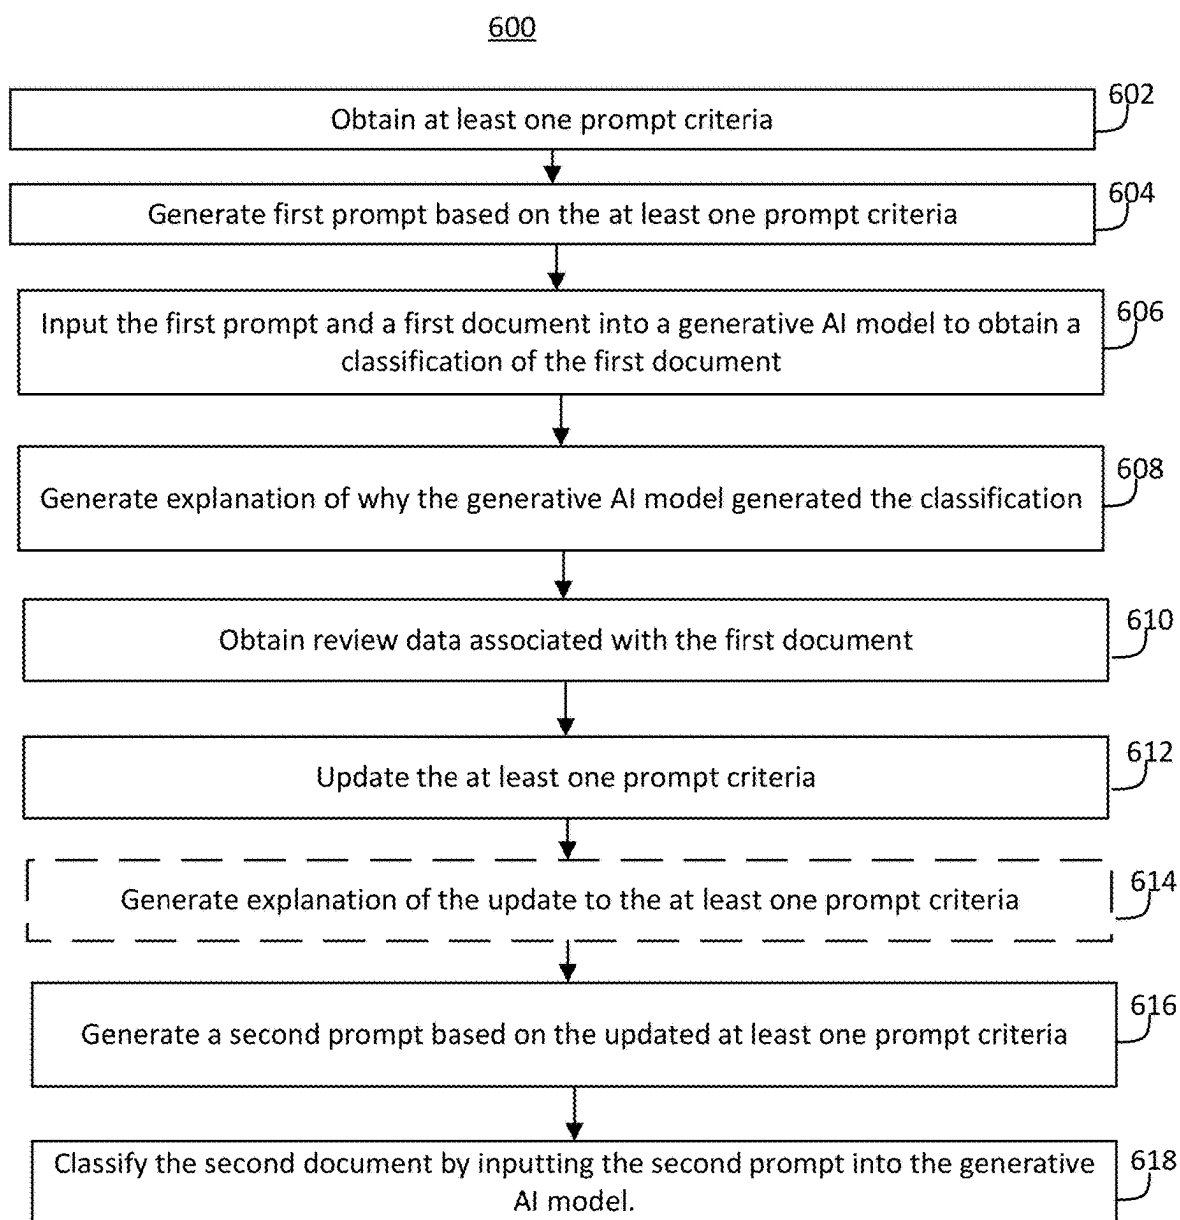 600
Obtain at least one prompt criteria
602
Generate first prompt based on the at least one prompt criteria
604
Input the first prompt and a first document into a generative AI model to obtain a
classification of the first document
606
Generate explanation of why the generative AI model generated the classification
608
Obtain review data associated with the first document
610
Update the at least one prompt criteria
612
Generate explanation of the update to the at least one prompt criteria
614
Generate a second prompt based on the updated at least one prompt criteria
616
Classify the second document by inputting the second prompt into the generative
AI model.
618